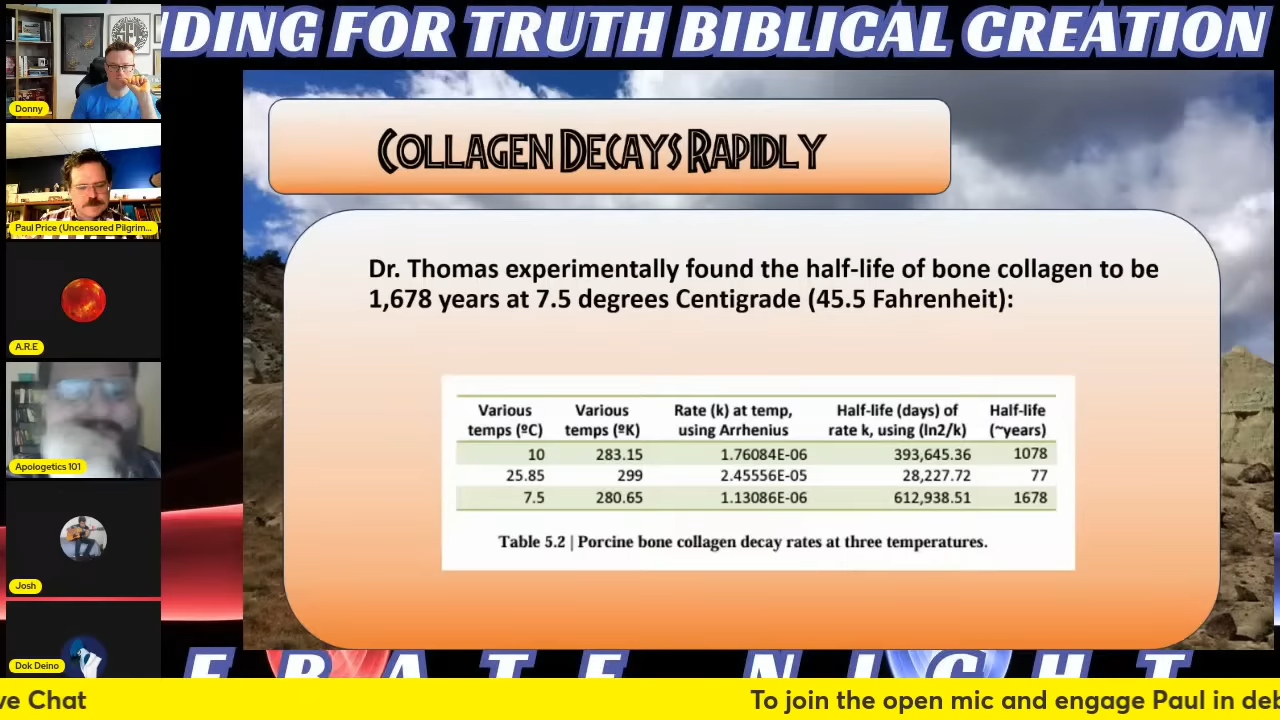 DING FOR TRUTH BIBLICAL CREATION
Donny
Paul Price (Uncensored Pilgrim...
A.R.E
Apologetics 101
Josh
Dok Deino
COLLAGEN DECAYS RAPIDLY
Dr. Thomas experimentally found the half-life of bone collagen to be
1,678 years at 7.5 degrees Centigrade (45.5 Fahrenheit):
Various temps (ºC) Various temps (ºK) Rate (k) at temp, using Arrhenius Half-life (days) of rate k, using (ln2/k) Half-life (~years)
10 283.15 1.76084E-06 393,645.36 1078
25.85 299 2.45556E-05 28,227.72 77
7.5 280.65 1.13086E-06 612,938.51 1678
Table 5.2 | Porcine bone collagen decay rates at three temperatures.
E R A T E N I G H T
ve Chat
To join the open mic and engage Paul in deb